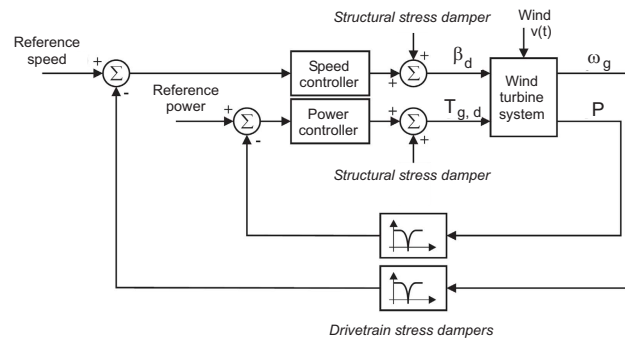 Structural stress damper
Wind
v(t)
Reference
speed
+
Σ
-
Speed
controller
+
+
Σ
β_d
Wind
turbine
system
ω_g
Reference
power
+
Σ
-
Power
controller
Σ
+
T_g, d
P
Structural stress damper
Drivetrain stress dampers